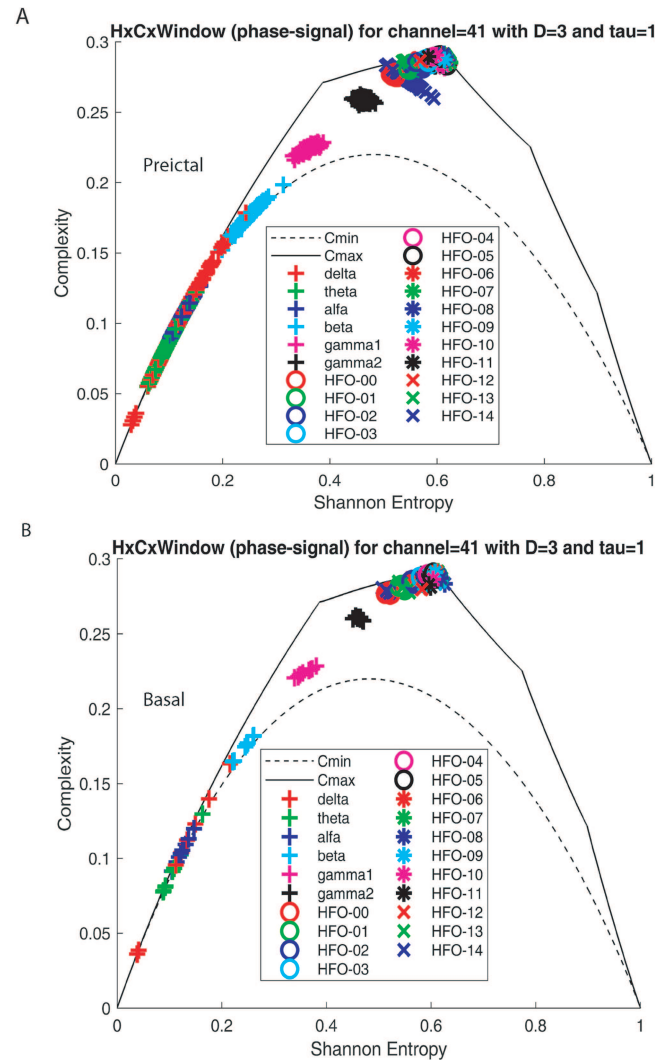 A
HxCxWindow (phase-signal) for channel=41 with D=3 and tau=1
0.3
0.25
0.2
0.15
0.1
0.05
0
Complexity
Preictal
Cmin
Cmax
delta
theta
alfa
beta
gamma1
gamma2
HFO-00
HFO-01
HFO-02
HFO-03
HFO-04
HFO-05
HFO-06
HFO-07
HFO-08
HFO-09
HFO-10
HFO-11
HFO-12
HFO-13
HFO-14
0 0.2 0.4 0.6 0.8 1
Shannon Entropy
B
HxCxWindow (phase-signal) for channel=41 with D=3 and tau=1
0.3
0.25
0.2
0.15
0.1
0.05
0
Complexity
Basal
Cmin
Cmax
delta
theta
alfa
beta
gamma1
gamma2
HFO-00
HFO-01
HFO-02
HFO-03
HFO-04
HFO-05
HFO-06
HFO-07
HFO-08
HFO-09
HFO-10
HFO-11
HFO-12
HFO-13
HFO-14
0 0.2 0.4 0.6 0.8 1
Shannon Entropy